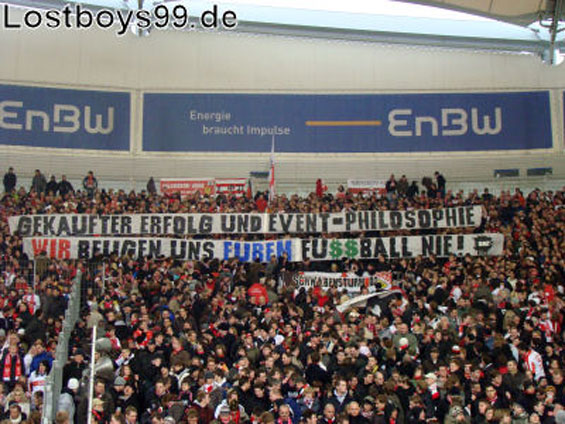 Lostboys99.de
EnBW
Energie
braucht Impulse
EnBW
GEKAUFTER ERFOLG UND EVENT-PHILOSOPHIE
WIR BEUGEN UNS EUREM FU$$BALL NIE!
SCHWABENSTURM